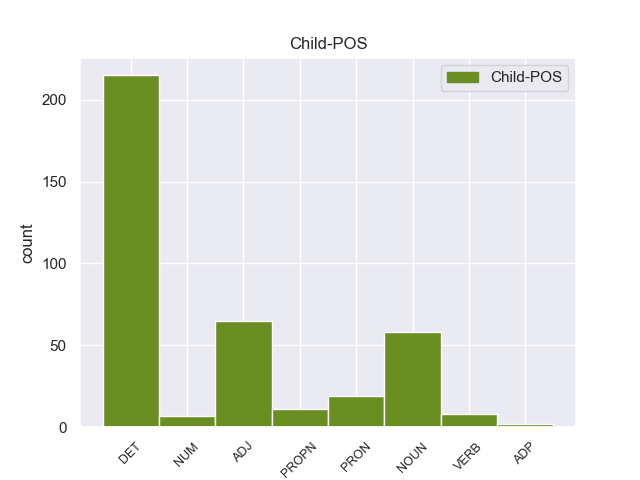 Child-POS
Child-POS
200
150
100
50
0
count
DET
NUM
ADJ
PROPN
PRON
NOUN
VERB
ADP